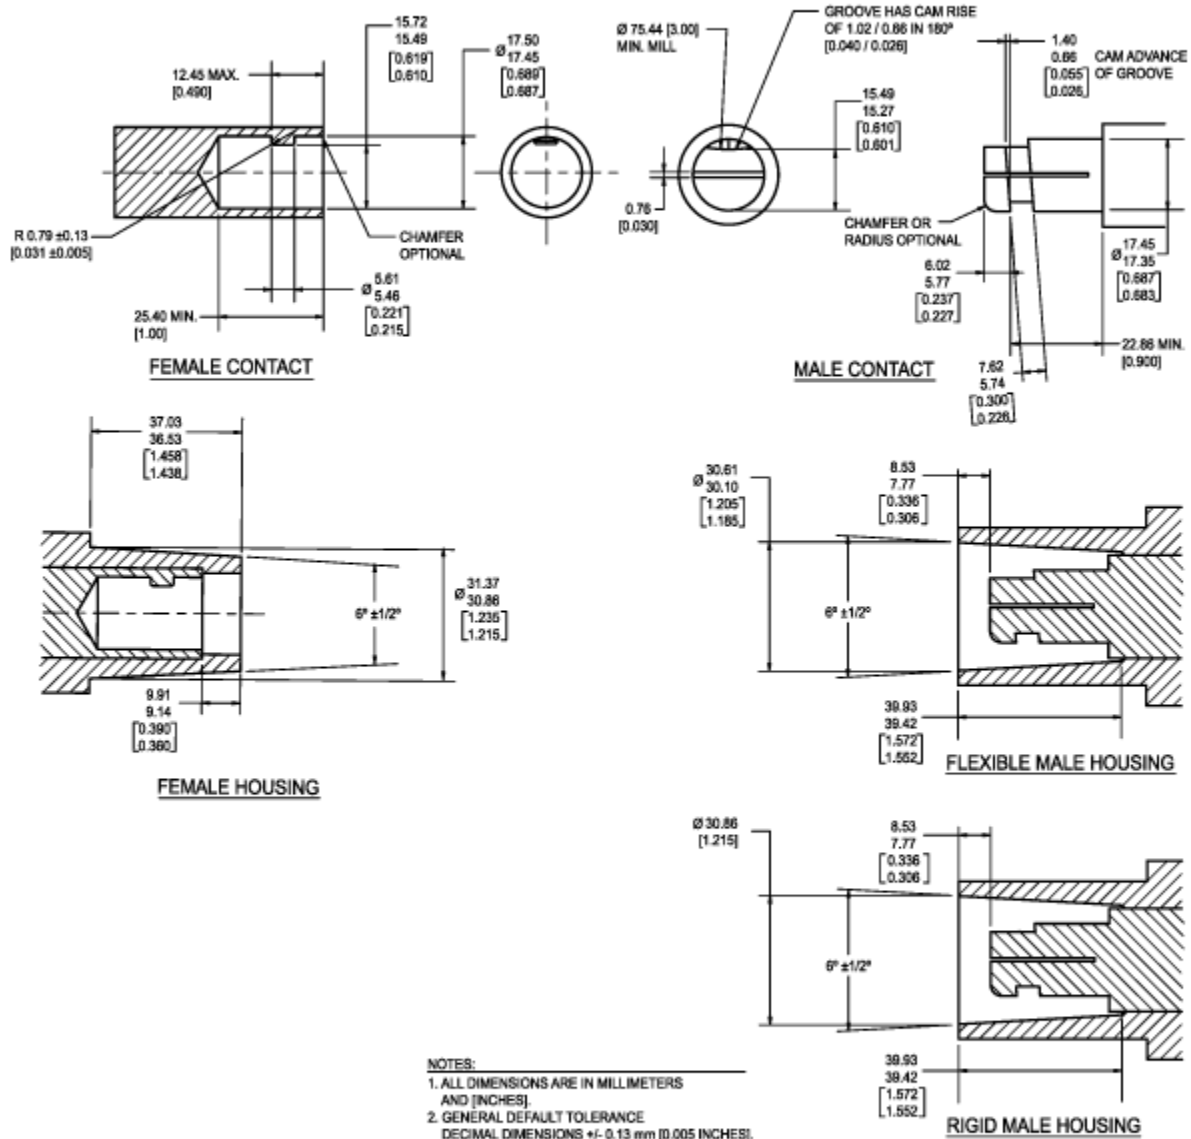 15.72
15.49
[0.619]
[0.610]
Ø 17.50
17.45
[0.689]
[0.687]
12.45 MAX.
[0.490]
R 0.79 ±0.13
[0.031 ±0.005]
CHAMFER
OPTIONAL
Ø 5.61
5.46
[0.221]
[0.215]
25.40 MIN.
[1.00]
FEMALE CONTACT
Ø 75.44 [3.00]
MIN. MILL
GROOVE HAS CAM RISE
OF 1.02 / 0.66 IN 180º
[0.040 / 0.026]
15.49
15.27
[0.610]
[0.601]
1.40
0.66
[0.055]
[0.026]
CAM ADVANCE
OF GROOVE
0.76
[0.030]
CHAMFER OR
RADIUS OPTIONAL
6.02
5.77
[0.237]
[0.227]
Ø 17.45
17.35
[0.687]
[0.683]
22.86 MIN.
[0.900]
7.62
5.74
[0.300]
[0.226]
MALE CONTACT
37.03
36.53
[1.458]
[1.438]
6º ±1/2º
Ø 31.37
30.86
[1.235]
[1.215]
9.91
9.14
[0.390]
[0.360]
FEMALE HOUSING
Ø 30.61
30.10
[1.205]
[1.185]
8.53
7.77
[0.336]
[0.306]
6º ±1/2º
39.93
39.42
[1.572]
[1.552]
FLEXIBLE MALE HOUSING
Ø 30.86
[1.215]
8.53
7.77
[0.336]
[0.306]
6º ±1/2º
39.93
39.42
[1.572]
[1.552]
RIGID MALE HOUSING
NOTES:
1. ALL DIMENSIONS ARE IN MILLIMETERS
AND [INCHES].
2. GENERAL DEFAULT TOLERANCE
DECIMAL DIMENSIONS +/- 0.13 mm [0.005 INCHES].